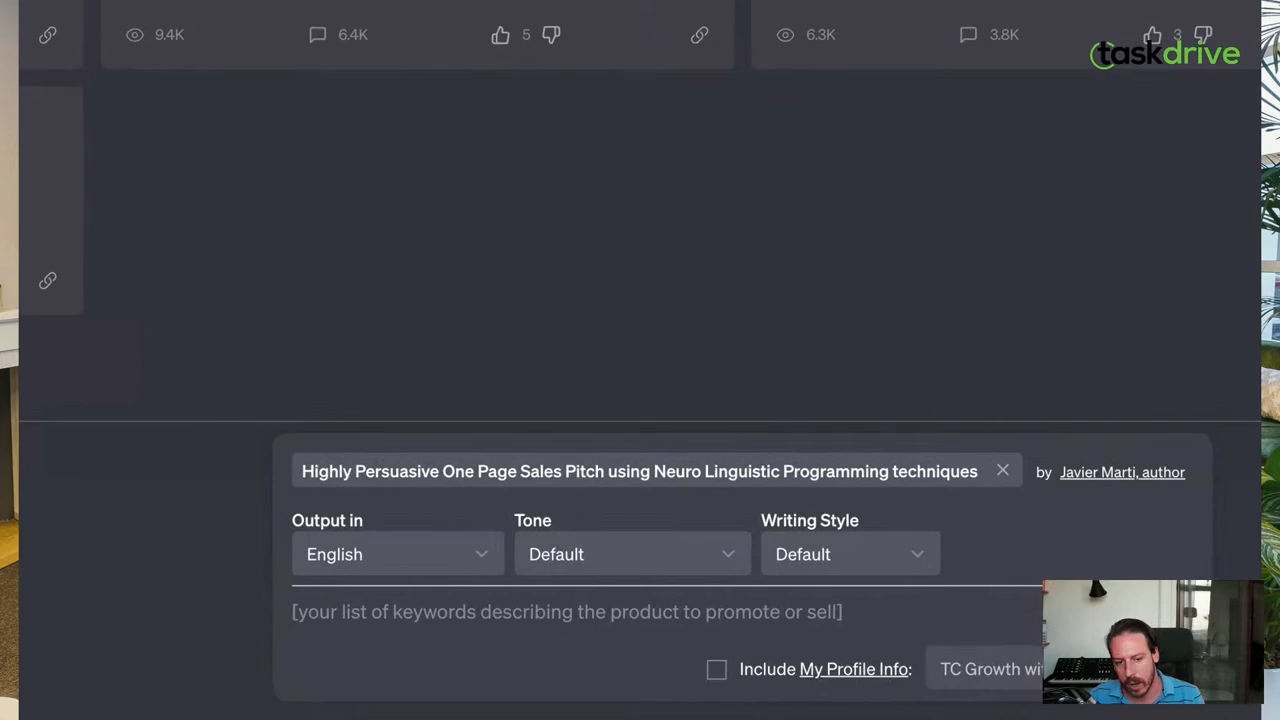 9.4K 6.4K 5 6.3K 3.8K 3
taskdrive
Highly Persuasive One Page Sales Pitch using Neuro Linguistic Programming techniques by Javier Marti, author
Output in Tone Writing Style
English Default Default
[your list of keywords describing the product to promote or sell]
Include My Profile Info: TC Growth